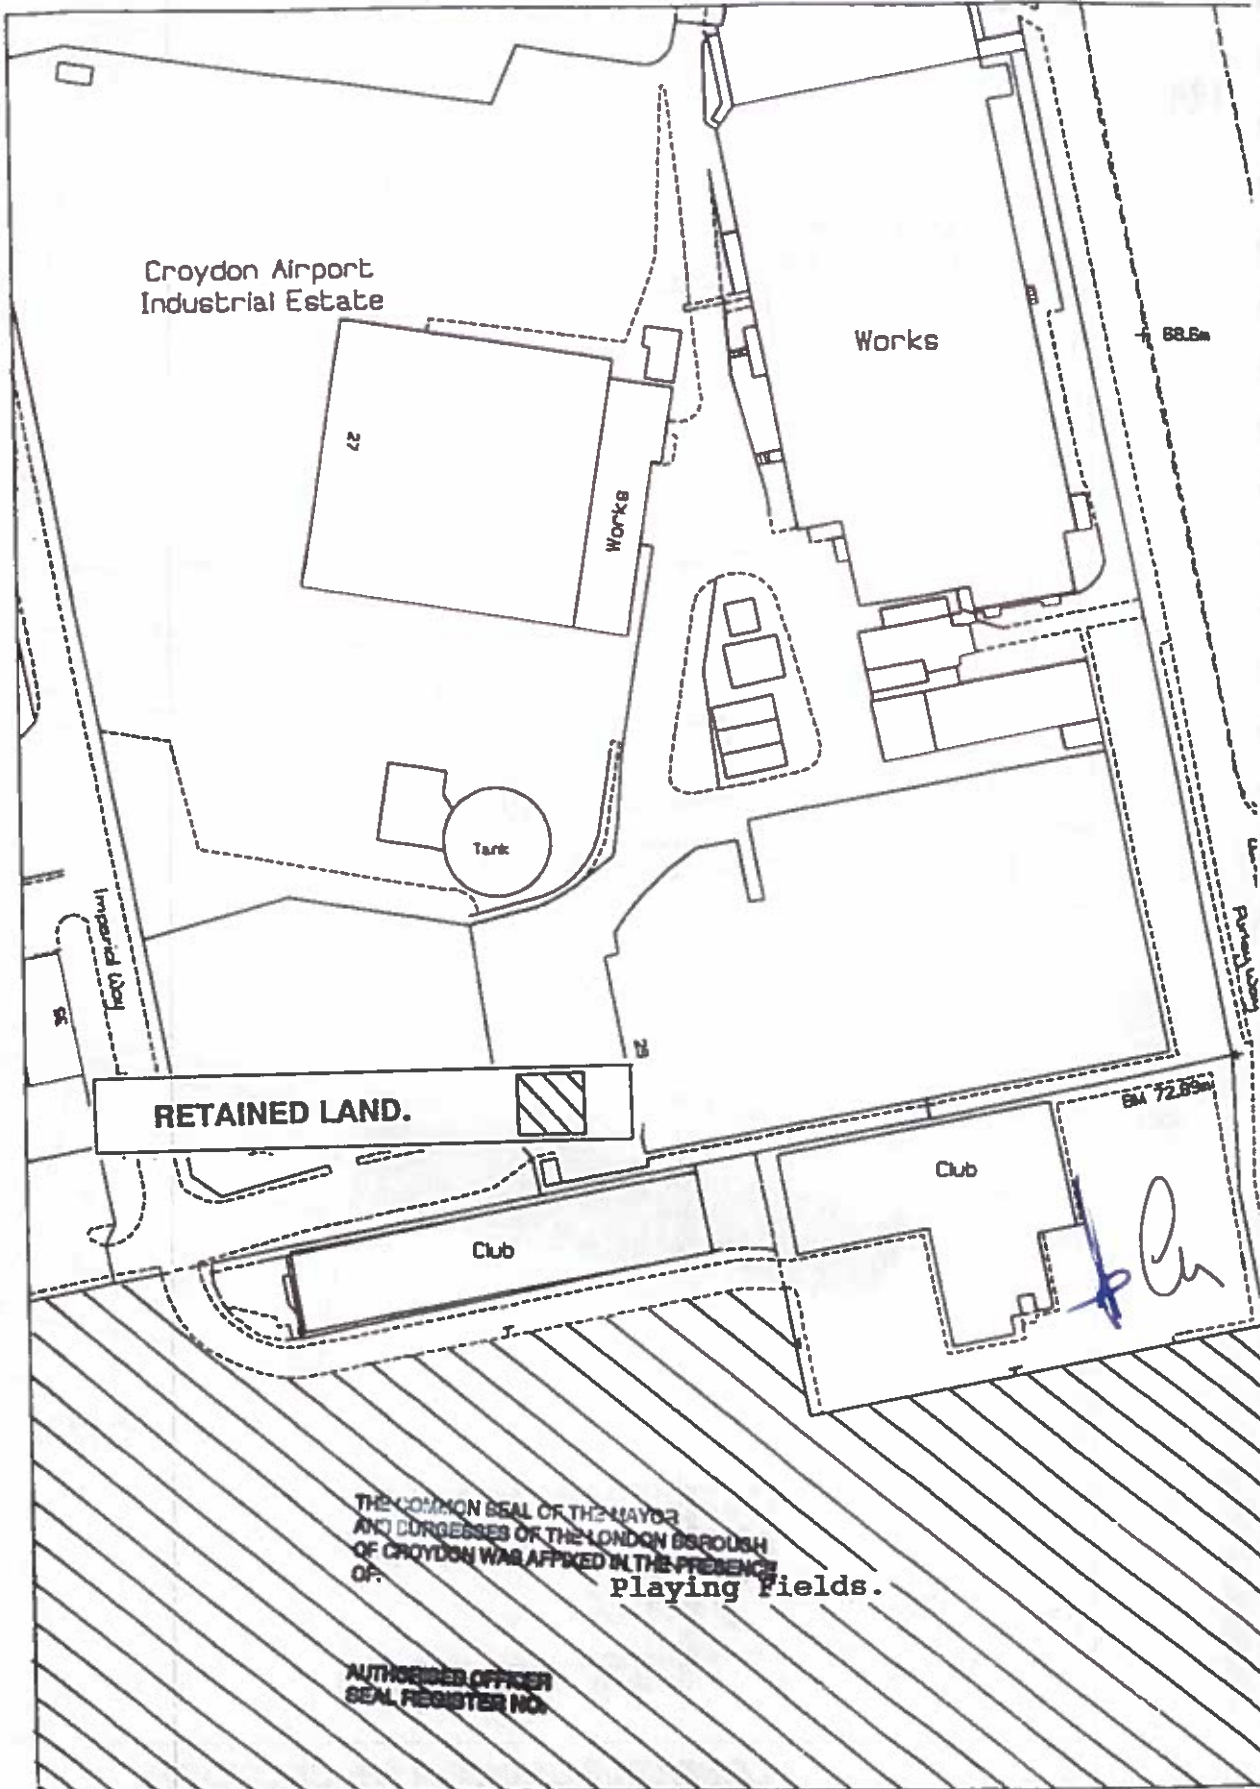 Croydon Airport
Industrial Estate
Works
68.6m
27
Works
Tank
Imperial Way
Purley Way
29
RETAINED LAND.
BM 72.89m
Club
Club
THE COMMON SEAL OF THE MAYOR
AND BURGESSES OF THE LONDON BOROUGH
OF CROYDON WAS AFFIXED IN THE PRESENCE
OF:
Playing Fields.
AUTHORISED OFFICER
SEAL REGISTER NO.